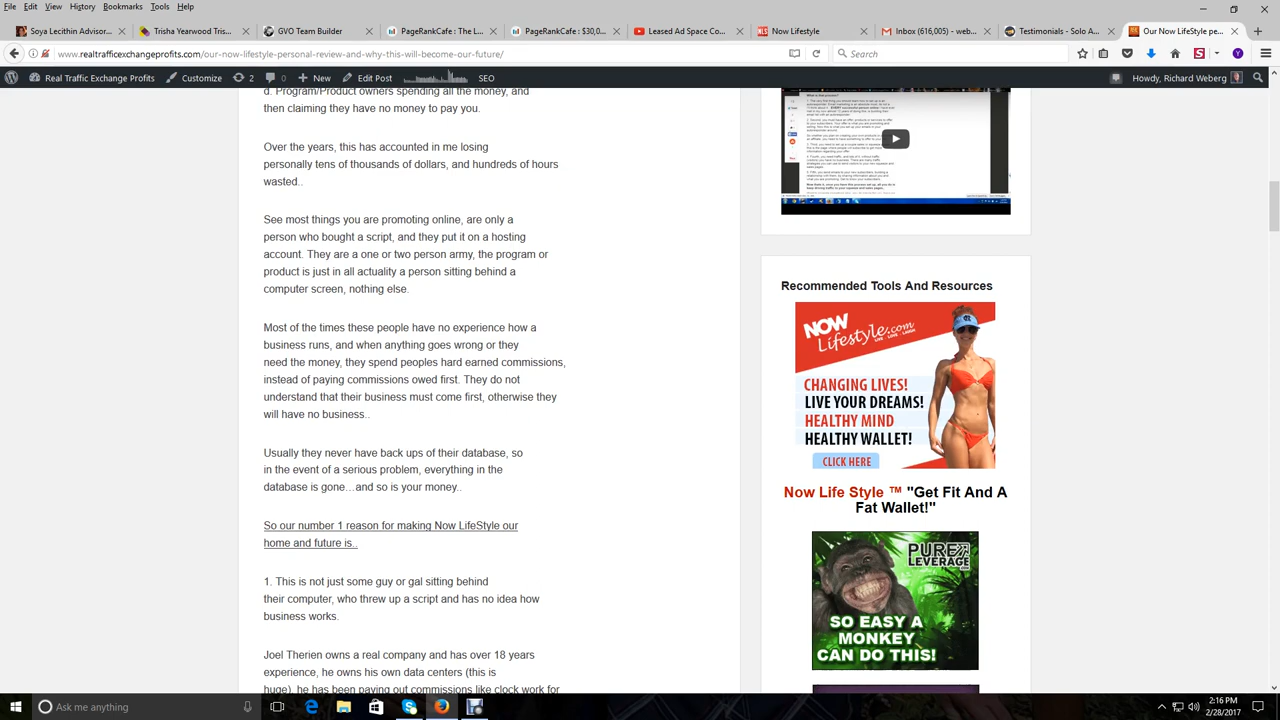 File Edit View History Bookmarks Tools Help
Soya Lecithin Advisor...
Trisha Yearwood Trisha...
GVO Team Builder
PageRankCafe : The L...
PageRankCafe : $30,0...
Leased Ad Space Co...
Now Lifestyle
Inbox (616,005) - web...
Testimonials - Solo A...
Our Now LifeStyle pe...
www.realtrafficexchangeprofits.com/our-now-lifestyle-personal-review-and-why-this-will-become-our-future/
Search
Real Traffic Exchange Profits Customize 2 0 New Edit Post SEO Howdy, Richard Weberg
d. Program/Product owners spending all the money, and
then claiming they have no money to pay you.
Over the years, this has accounted in me losing
personally tens of thousands of dollars, and hundreds of hours
wasted..
See most things you are promoting online, are only a
person who bought a script, and they put it on a hosting
account. They are a one or two person army, the program or
product is just in all actuality a person sitting behind a
computer screen, nothing else.
Most of the times these people have no experience how a
business runs, and when anything goes wrong or they
need the money, they spend peoples hard earned commissions,
instead of paying commissions owed first. They do not
understand that their business must come first, otherwise they
will have no business..
Usually they never have back ups of their database, so
in the event of a serious problem, everything in the
database is gone…and so is your money..
So our number 1 reason for making Now LifeStyle our
home and future is..
1. This is not just some guy or gal sitting behind
their computer, who threw up a script and has no idea how
business works.
Joel Therien owns a real company and has over 18 years
experience, he owns his own data centers (this is
huge), he has been paying out commissions like clock work for
Recommended Tools And Resources
NOW
Lifestyle.com
LIVE - LOVE - LAUGH
CHANGING LIVES!
LIVE YOUR DREAMS!
HEALTHY MIND
HEALTHY WALLET!
CLICK HERE
Now Life Style ™ "Get Fit And A
Fat Wallet!"
PURE
LEVERAGE
.com
SO EASY A
MONKEY
CAN DO THIS!
Ask me anything
2:16 PM
2/28/2017